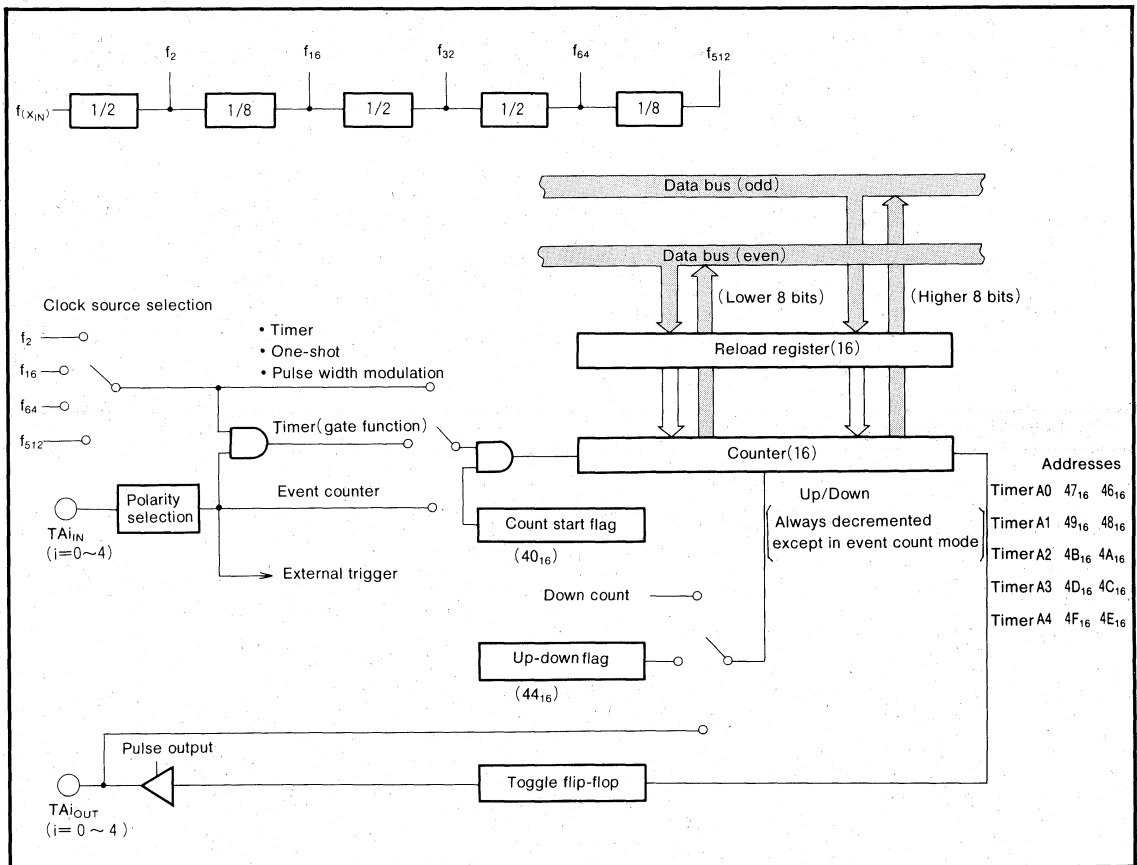 f₂ f₁₆ f₃₂ f₆₄ f₅₁₂
f(XIN) 1/2 1/8 1/2 1/2 1/8
Data bus (odd)
Data bus (even)
(Lower 8 bits) (Higher 8 bits)
Clock source selection
f₂
f₁₆
f₆₄
f₅₁₂
• Timer
• One-shot
• Pulse width modulation
Reload register(16)
Timer(gate function)
Counter(16)
Polarity
selection
Event counter
TAiIN
(i=0~4)
External trigger
Count start flag
(40₁₆)
Up/Down
(Always decremented
except in event count mode)
Addresses
Timer A0 47₁₆ 46₁₆
Timer A1 49₁₆ 48₁₆
Timer A2 4B₁₆ 4A₁₆
Timer A3 4D₁₆ 4C₁₆
Timer A4 4F₁₆ 4E₁₆
Down count
Up-down flag
(44₁₆)
Pulse output
Toggle flip-flop
TAiOUT
(i= 0 ~ 4 )